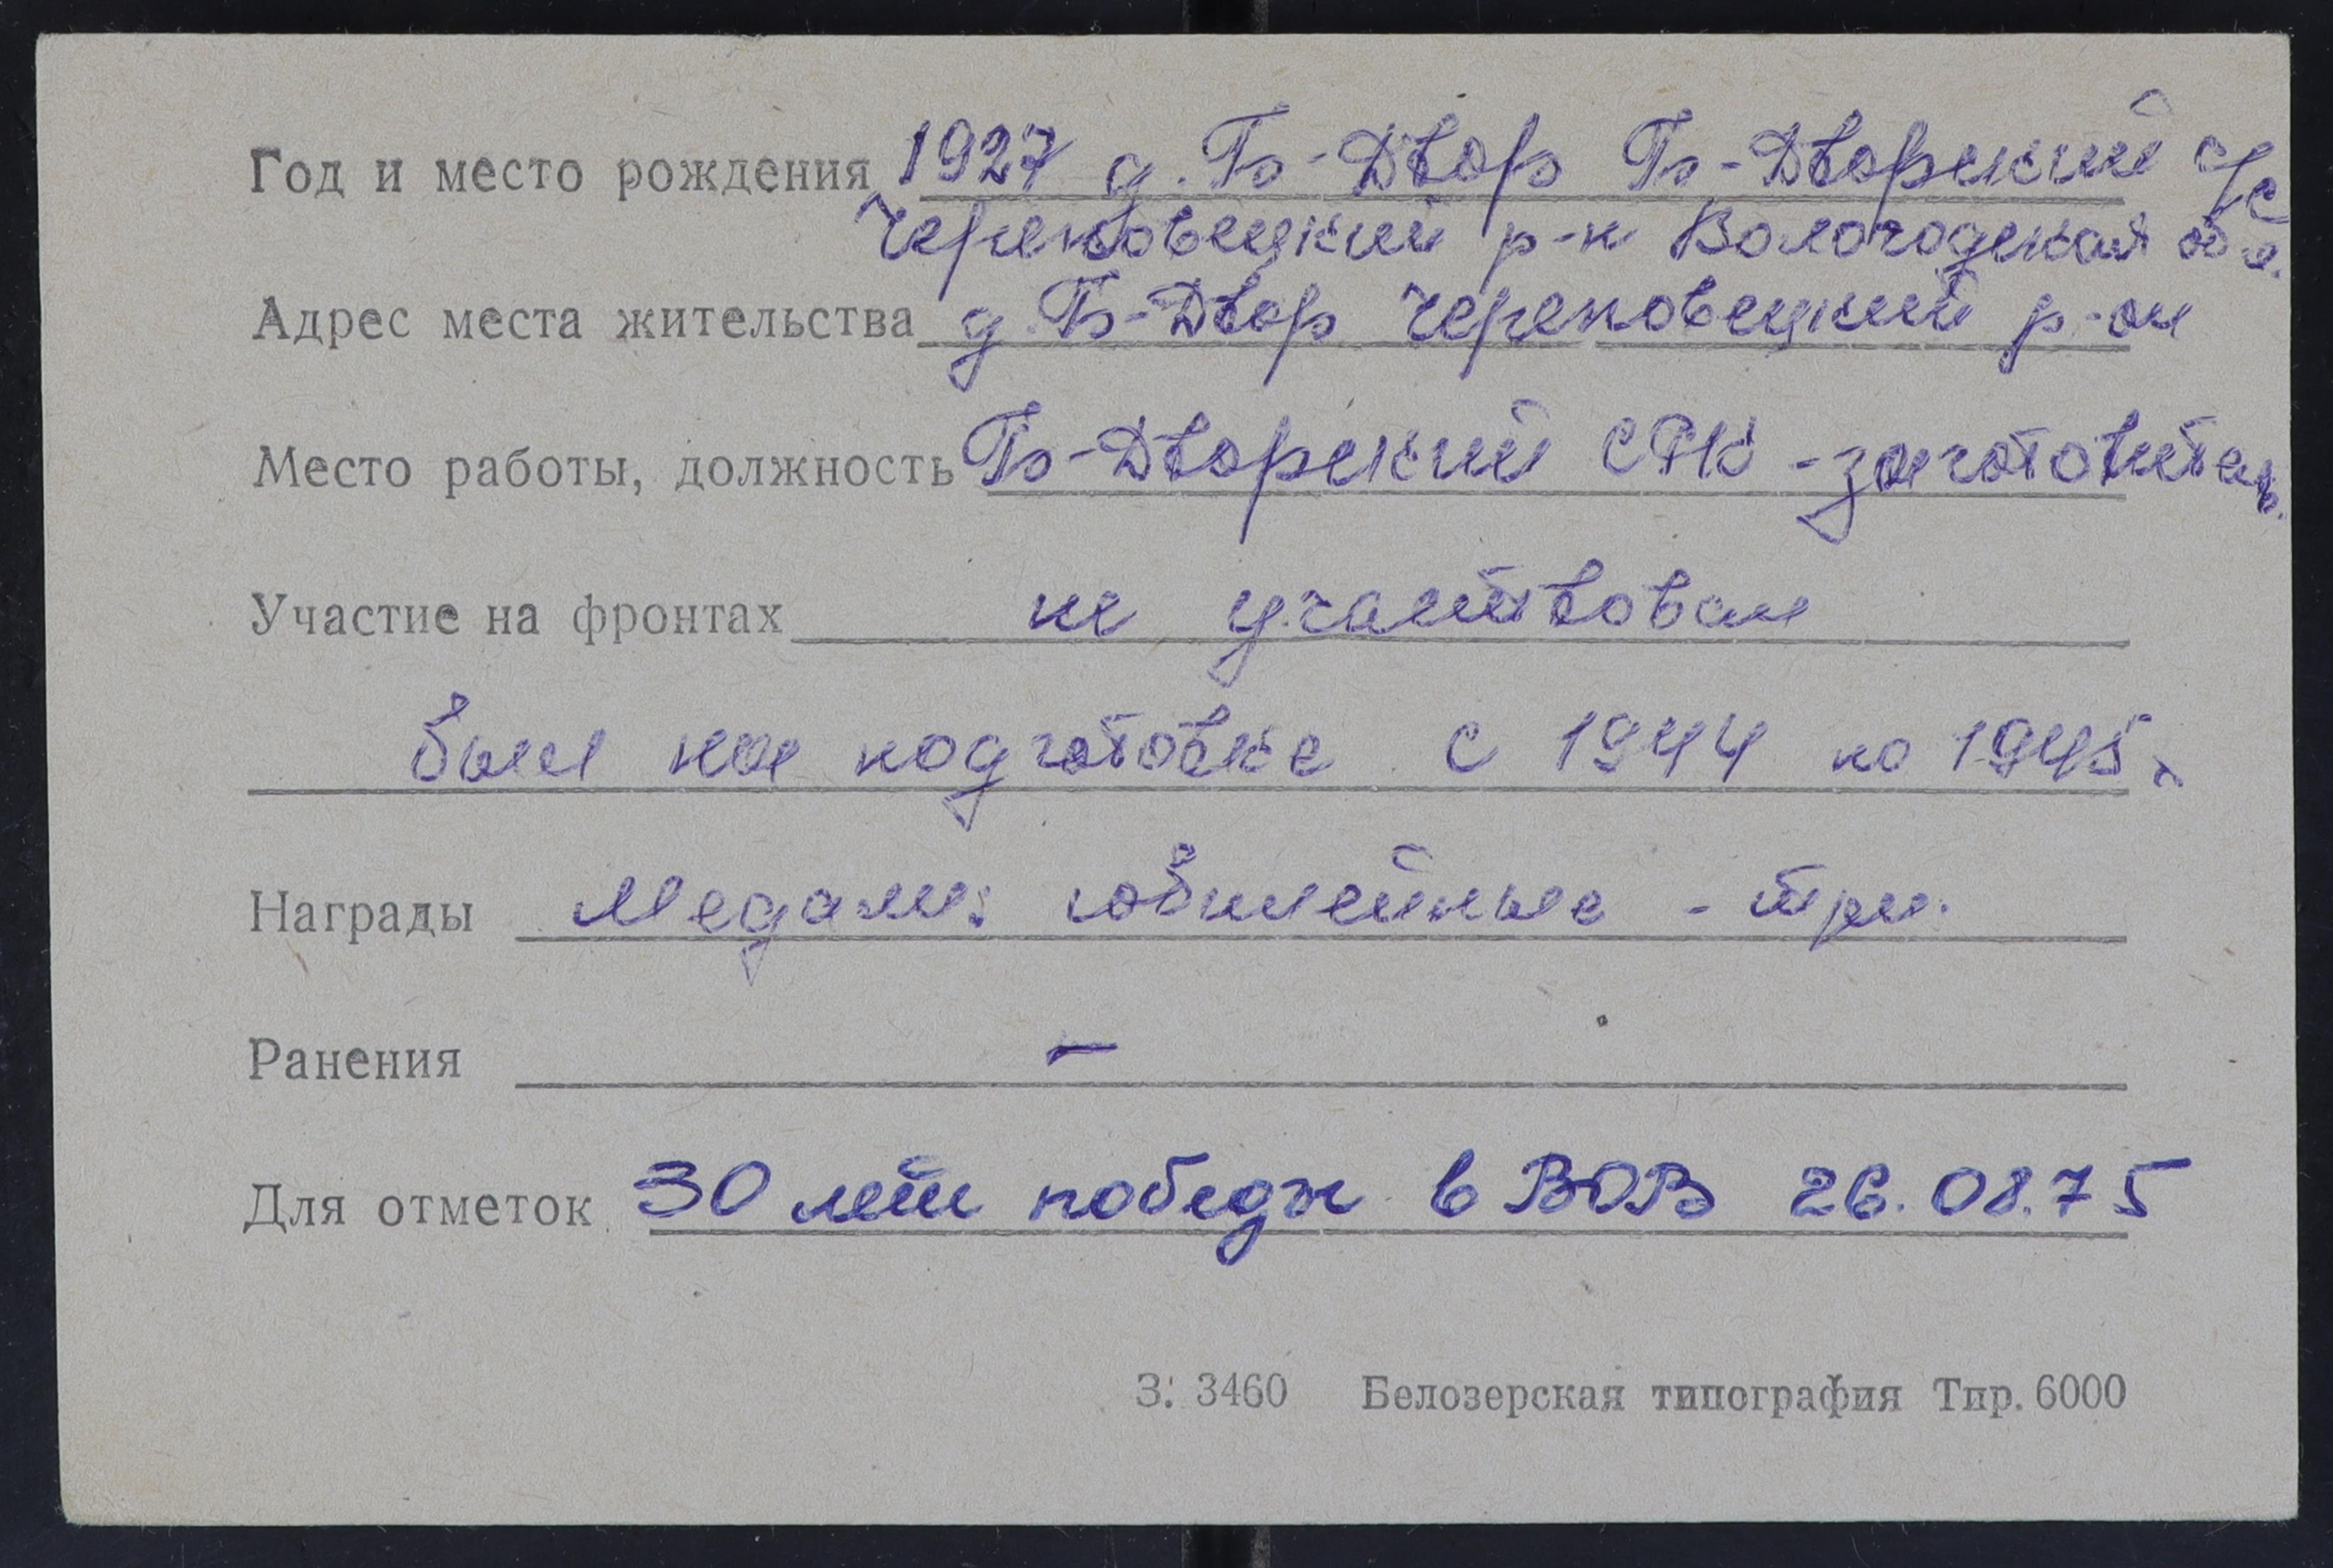 Год и место рождения 1927 д. Б-Двор Б-Дворский с/с
Череповецкий р-н Вологодская обл.
Адрес места жительства д. Б-Двор Череповецкий р-он
Место работы, должность Б-Дворский СРК - заготовитель.
Участие на фронтах не участвовал
был на подготовке с 1944 по 1945 г.
Награды Медали: юбилейные - три.
Ранения —
Для отметок 30 лет победы в ВОВ 26.08.75
З. 3460 Белозерская типография Тир. 6000